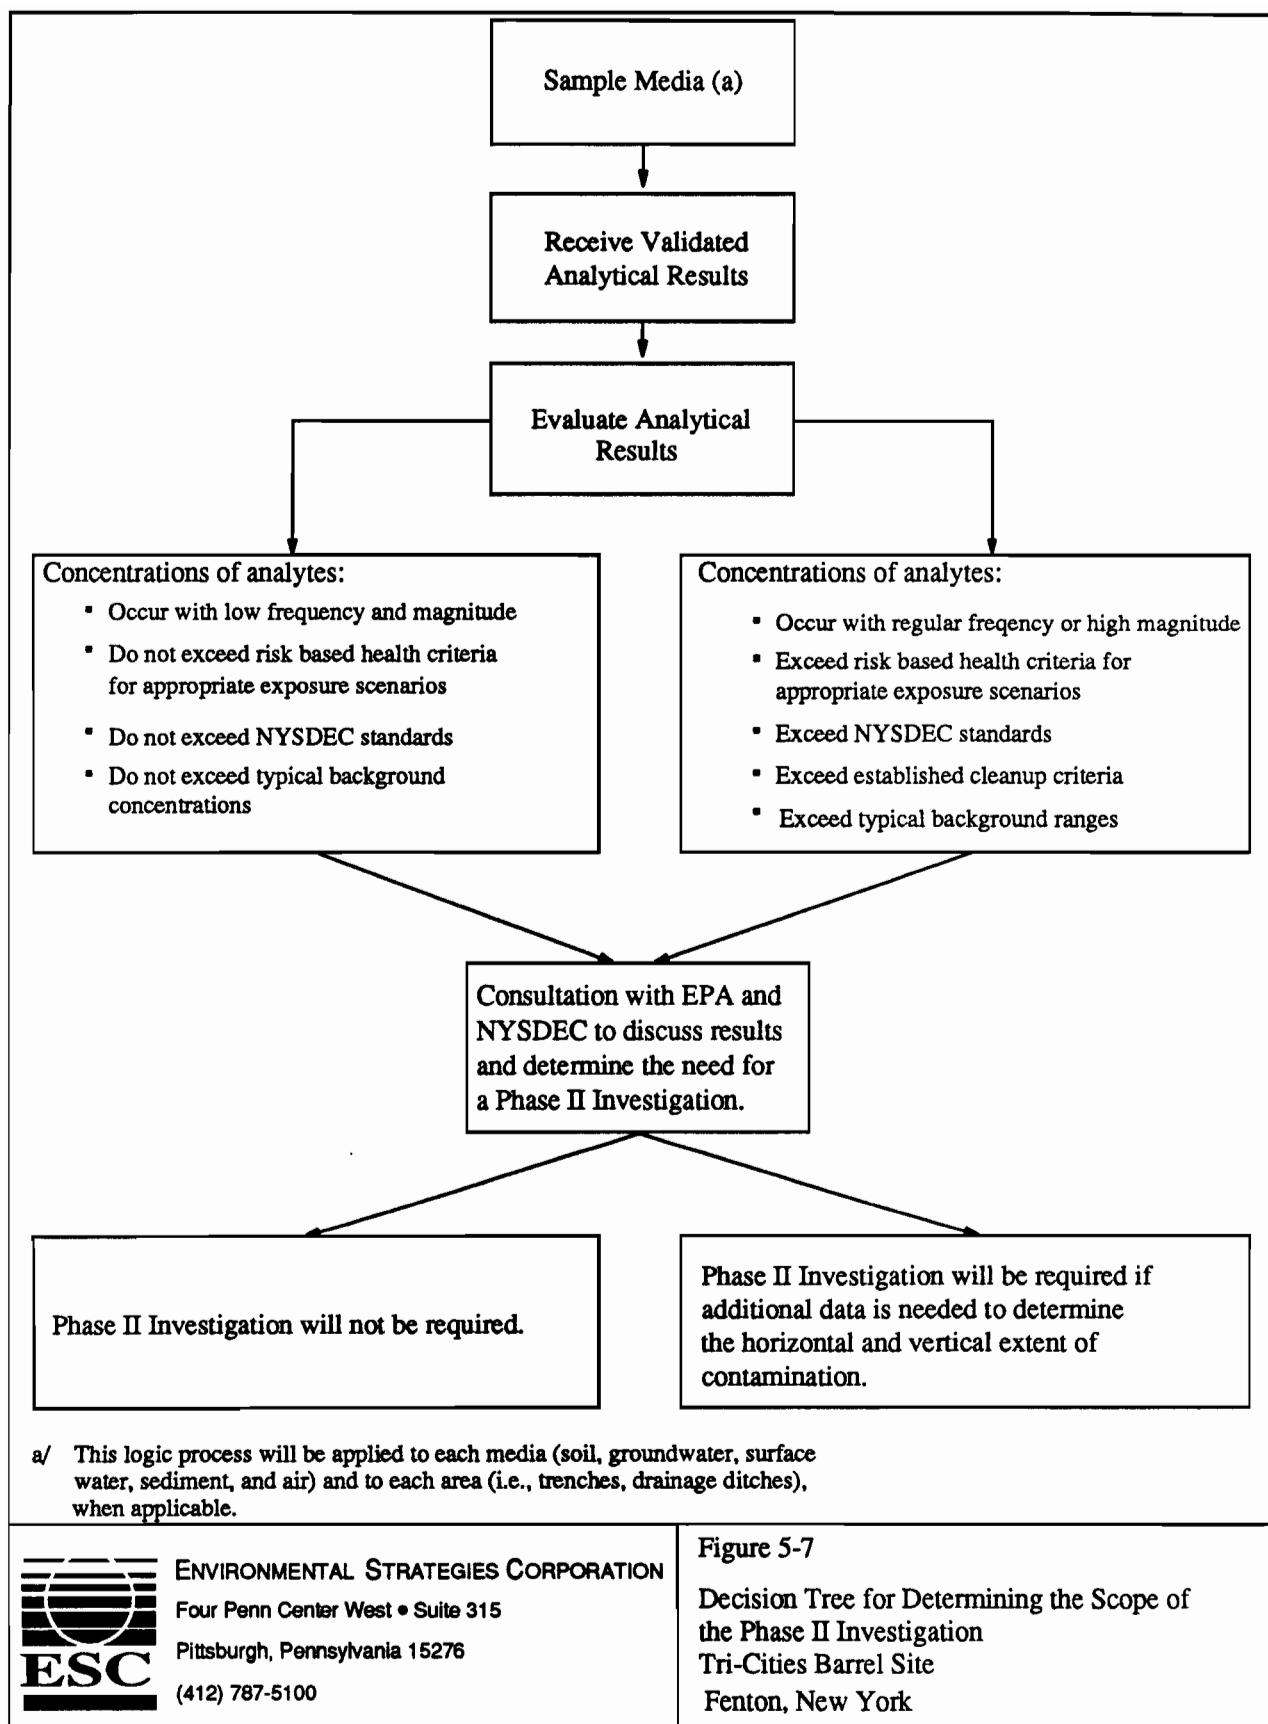 Sample Media (a)
Receive Validated
Analytical Results
Evaluate Analytical
Results
Concentrations of analytes:
▪ Occur with low frequency and magnitude
▪ Do not exceed risk based health criteria
for appropriate exposure scenarios
▪ Do not exceed NYSDEC standards
▪ Do not exceed typical background
concentrations
Concentrations of analytes:
▪ Occur with regular freqency or high magnitude
▪ Exceed risk based health criteria for
appropriate exposure scenarios
▪ Exceed NYSDEC standards
▪ Exceed established cleanup criteria
▪ Exceed typical background ranges
Consultation with EPA and
NYSDEC to discuss results
and determine the need for
a Phase II Investigation.
Phase II Investigation will not be required.
Phase II Investigation will be required if
additional data is needed to determine
the horizontal and vertical extent of
contamination.
a/ This logic process will be applied to each media (soil, groundwater, surface
water, sediment, and air) and to each area (i.e., trenches, drainage ditches),
when applicable.
ESC
ENVIRONMENTAL STRATEGIES CORPORATION
Four Penn Center West • Suite 315
Pittsburgh, Pennsylvania 15276
(412) 787-5100
Figure 5-7
Decision Tree for Determining the Scope of
the Phase II Investigation
Tri-Cities Barrel Site
Fenton, New York